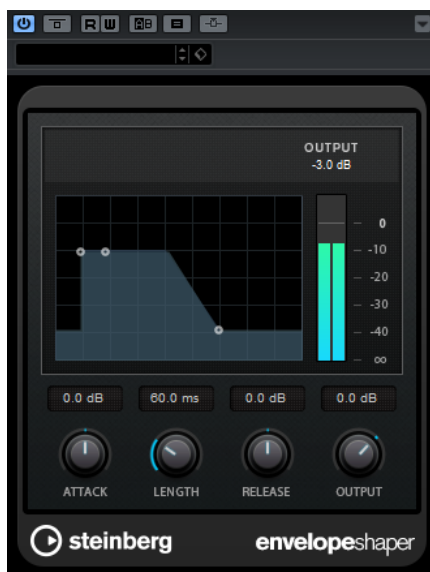 R W AB
OUTPUT
-3.0 dB
0
-10
-20
-30
-40
∞
0.0 dB 60.0 ms 0.0 dB 0.0 dB
ATTACK LENGTH RELEASE OUTPUT
steinberg envelopeshaper